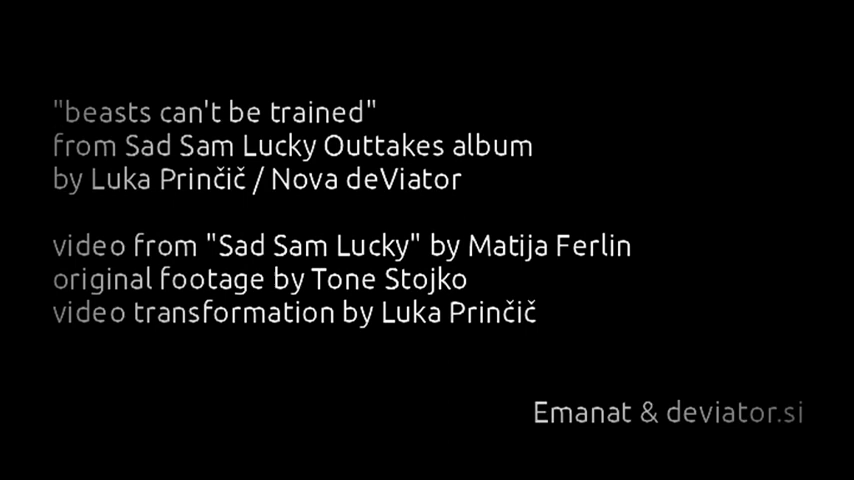 "beasts can't be trained"
from Sad Sam Lucky Outtakes album
by Luka Prinčič / Nova deViator
video from "Sad Sam Lucky" by Matija Ferlin
original footage by Tone Stojko
video transformation by Luka Prinčič
Emanat & deviator.si